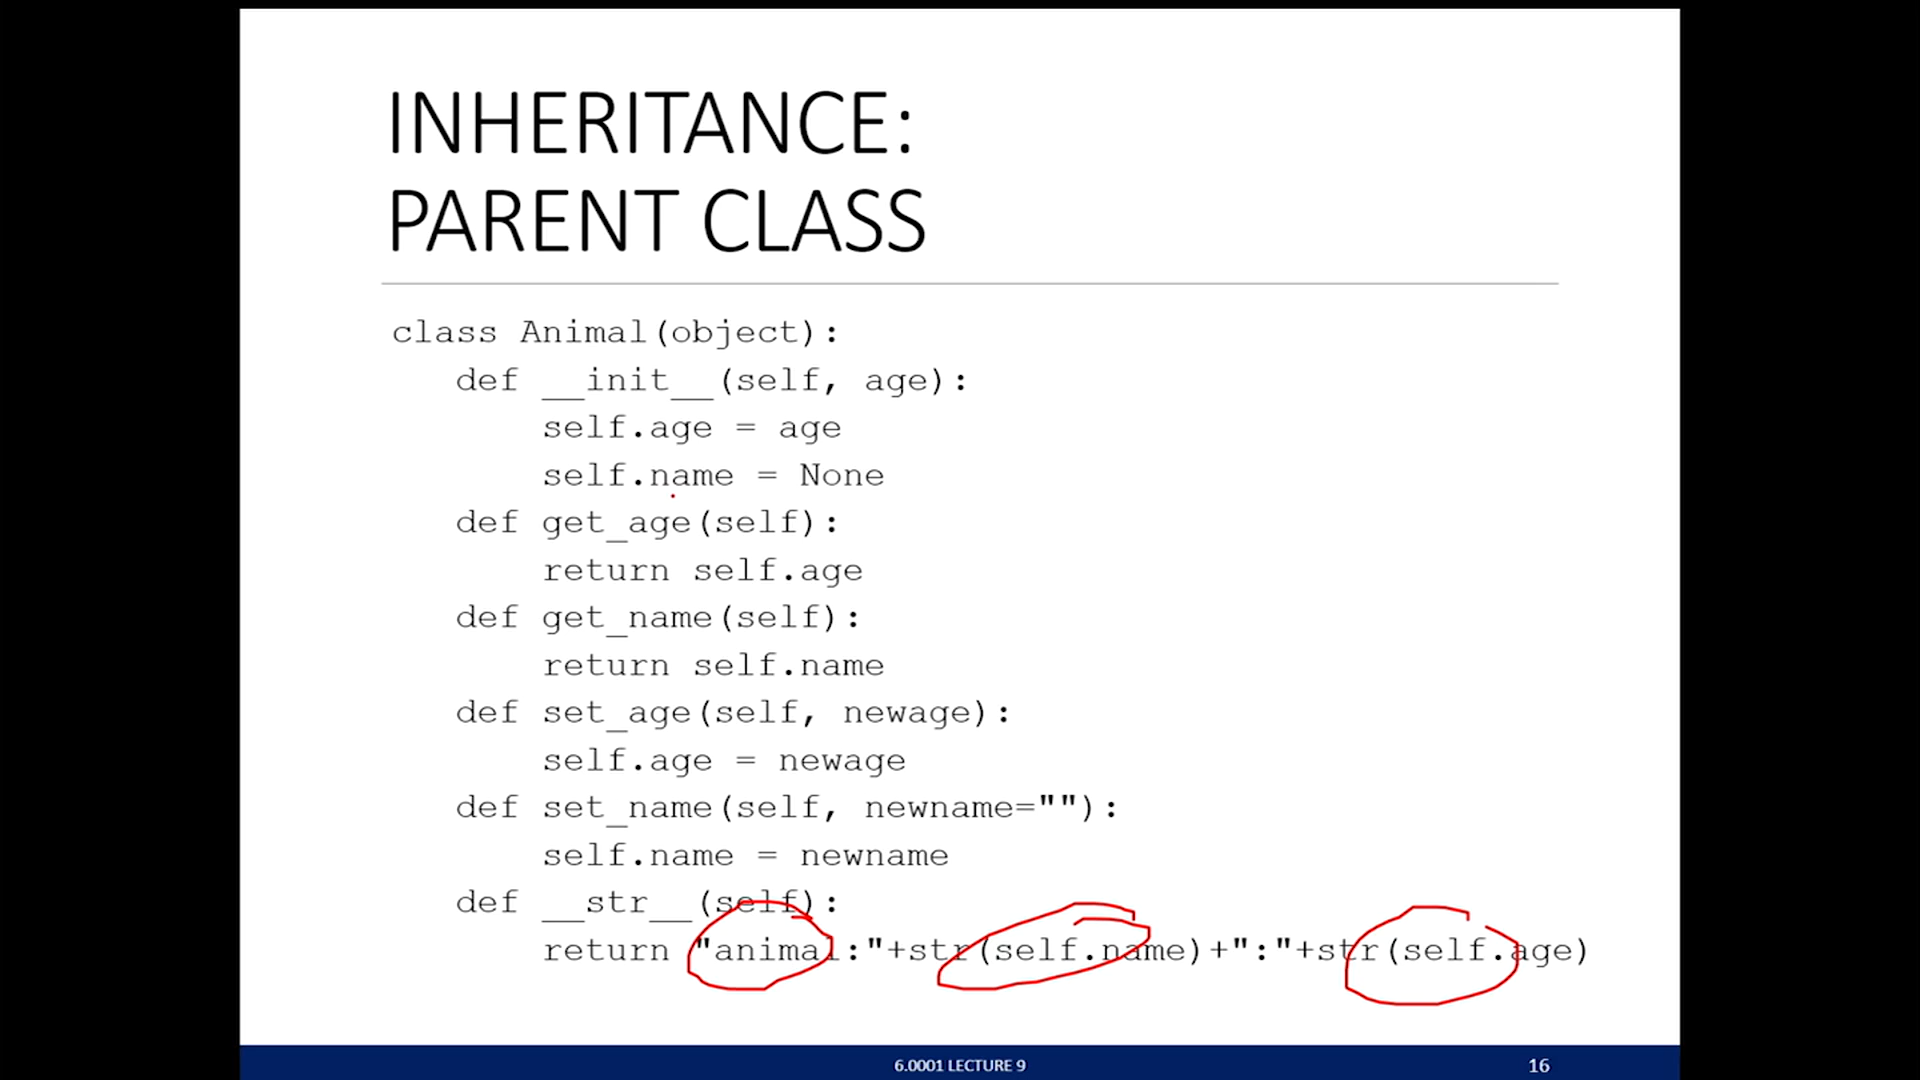 INHERITANCE:
PARENT CLASS
class Animal(object):
    def __init__(self, age):
        self.age = age
        self.name = None
    def get_age(self):
        return self.age
    def get_name(self):
        return self.name
    def set_age(self, newage):
        self.age = newage
    def set_name(self, newname=""):
        self.name = newname
    def __str__(self):
        return "animal:"+str(self.name)+":"+str(self.age)
6.0001 LECTURE 9
16